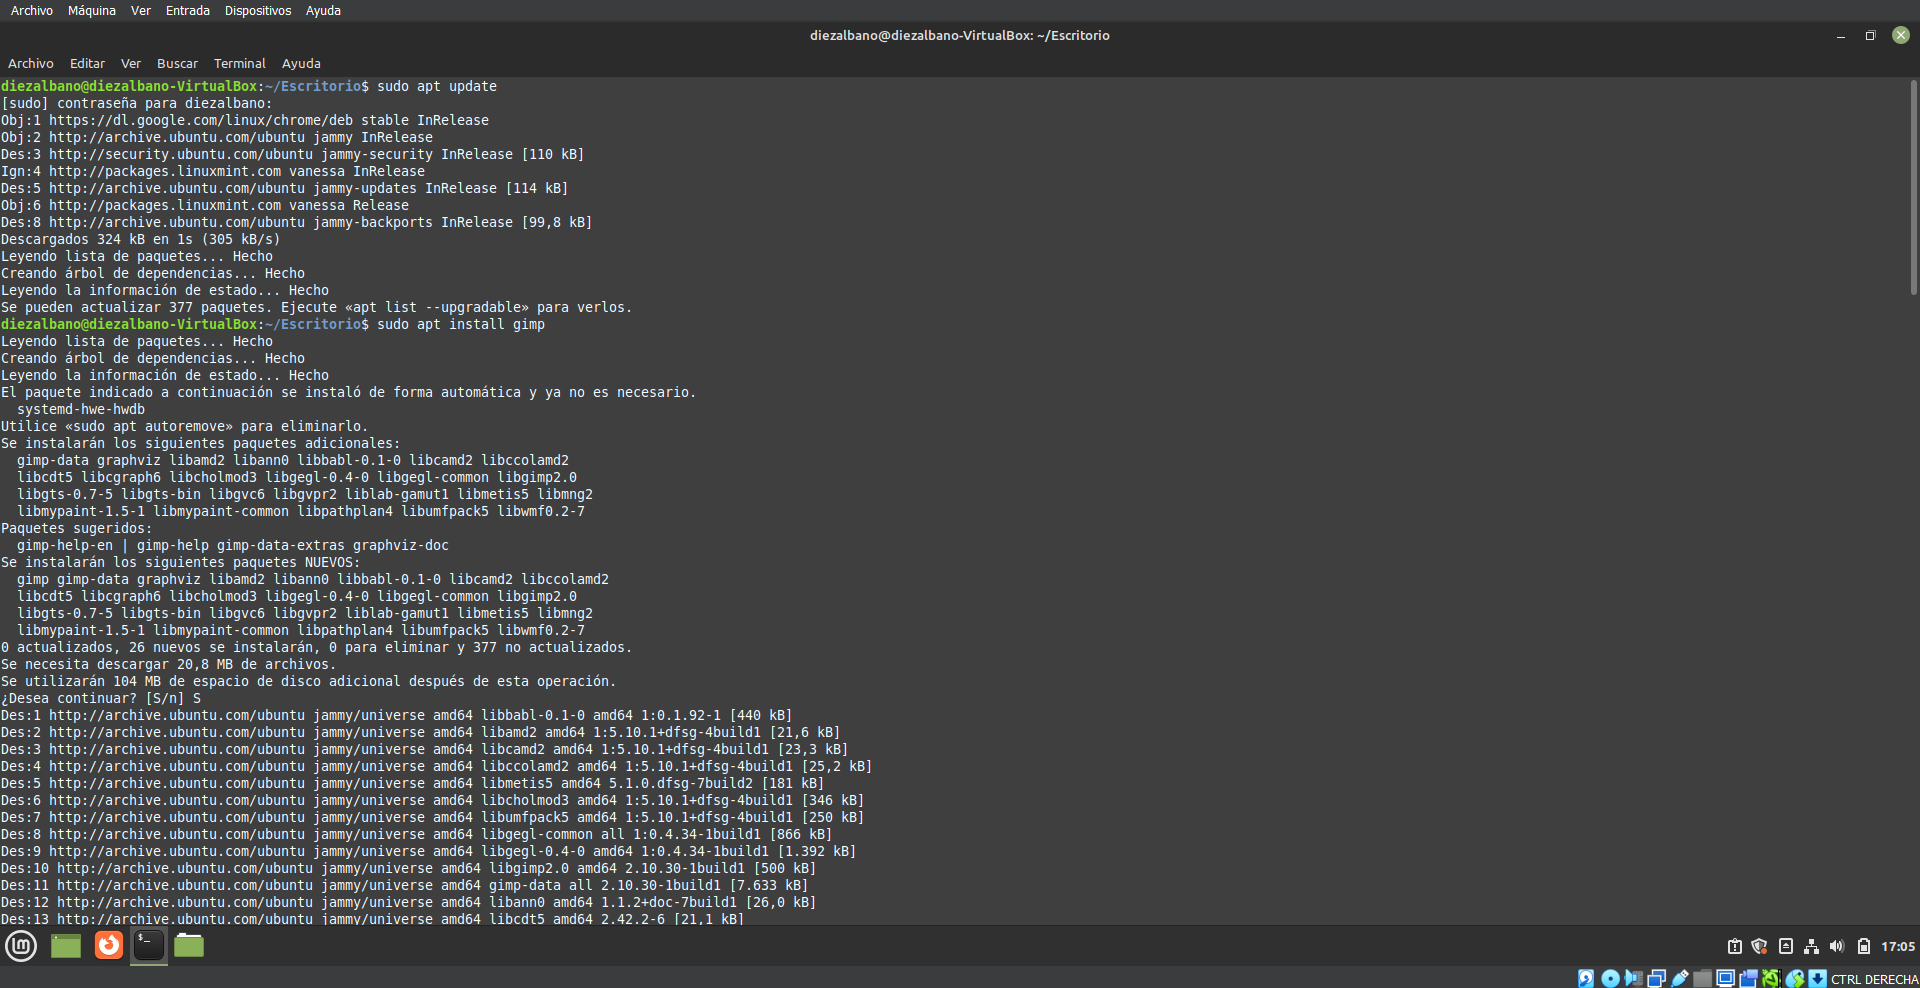 Archivo Máquina Ver Entrada Dispositivos Ayuda
diezalbano@diezalbano-VirtualBox: ~/Escritorio
Archivo Editar Ver Buscar Terminal Ayuda
diezalbano@diezalbano-VirtualBox:~/Escritorio$ sudo apt update
[sudo] contraseña para diezalbano:
Obj:1 https://dl.google.com/linux/chrome/deb stable InRelease
Obj:2 http://archive.ubuntu.com/ubuntu jammy InRelease
Des:3 http://security.ubuntu.com/ubuntu jammy-security InRelease [110 kB]
Ign:4 http://packages.linuxmint.com vanessa InRelease
Des:5 http://archive.ubuntu.com/ubuntu jammy-updates InRelease [114 kB]
Obj:6 http://packages.linuxmint.com vanessa Release
Des:8 http://archive.ubuntu.com/ubuntu jammy-backports InRelease [99,8 kB]
Descargados 324 kB en 1s (305 kB/s)
Leyendo lista de paquetes... Hecho
Creando árbol de dependencias... Hecho
Leyendo la información de estado... Hecho
Se pueden actualizar 377 paquetes. Ejecute «apt list --upgradable» para verlos.
diezalbano@diezalbano-VirtualBox:~/Escritorio$ sudo apt install gimp
Leyendo lista de paquetes... Hecho
Creando árbol de dependencias... Hecho
Leyendo la información de estado... Hecho
El paquete indicado a continuación se instaló de forma automática y ya no es necesario.
systemd-hwe-hwdb
Utilice «sudo apt autoremove» para eliminarlo.
Se instalarán los siguientes paquetes adicionales:
gimp-data graphviz libamd2 libann0 libbabl-0.1-0 libcamd2 libccolamd2
libcdt5 libcgraph6 libcholmod3 libgegl-0.4-0 libgegl-common libgimp2.0
libgts-0.7-5 libgts-bin libgvc6 libgvpr2 liblab-gamut1 libmetis5 libmng2
libmypaint-1.5-1 libmypaint-common libpathplan4 libumfpack5 libwmf0.2-7
Paquetes sugeridos:
gimp-help-en | gimp-help gimp-data-extras graphviz-doc
Se instalarán los siguientes paquetes NUEVOS:
gimp gimp-data graphviz libamd2 libann0 libbabl-0.1-0 libcamd2 libccolamd2
libcdt5 libcgraph6 libcholmod3 libgegl-0.4-0 libgegl-common libgimp2.0
libgts-0.7-5 libgts-bin libgvc6 libgvpr2 liblab-gamut1 libmetis5 libmng2
libmypaint-1.5-1 libmypaint-common libpathplan4 libumfpack5 libwmf0.2-7
0 actualizados, 26 nuevos se instalarán, 0 para eliminar y 377 no actualizados.
Se necesita descargar 20,8 MB de archivos.
Se utilizarán 104 MB de espacio de disco adicional después de esta operación.
¿Desea continuar? [S/n] S
Des:1 http://archive.ubuntu.com/ubuntu jammy/universe amd64 libbabl-0.1-0 amd64 1:0.1.92-1 [440 kB]
Des:2 http://archive.ubuntu.com/ubuntu jammy/universe amd64 libamd2 amd64 1:5.10.1+dfsg-4build1 [21,6 kB]
Des:3 http://archive.ubuntu.com/ubuntu jammy/universe amd64 libcamd2 amd64 1:5.10.1+dfsg-4build1 [23,3 kB]
Des:4 http://archive.ubuntu.com/ubuntu jammy/universe amd64 libccolamd2 amd64 1:5.10.1+dfsg-4build1 [25,2 kB]
Des:5 http://archive.ubuntu.com/ubuntu jammy/universe amd64 libmetis5 amd64 5.1.0.dfsg-7build2 [181 kB]
Des:6 http://archive.ubuntu.com/ubuntu jammy/universe amd64 libcholmod3 amd64 1:5.10.1+dfsg-4build1 [346 kB]
Des:7 http://archive.ubuntu.com/ubuntu jammy/universe amd64 libumfpack5 amd64 1:5.10.1+dfsg-4build1 [250 kB]
Des:8 http://archive.ubuntu.com/ubuntu jammy/universe amd64 libgegl-common all 1:0.4.34-1build1 [866 kB]
Des:9 http://archive.ubuntu.com/ubuntu jammy/universe amd64 libgegl-0.4-0 amd64 1:0.4.34-1build1 [1.392 kB]
Des:10 http://archive.ubuntu.com/ubuntu jammy/universe amd64 libgimp2.0 amd64 2.10.30-1build1 [500 kB]
Des:11 http://archive.ubuntu.com/ubuntu jammy/universe amd64 gimp-data all 2.10.30-1build1 [7.633 kB]
Des:12 http://archive.ubuntu.com/ubuntu jammy/universe amd64 libann0 amd64 1.1.2+doc-7build1 [26,0 kB]
Des:13 http://archive.ubuntu.com/ubuntu jammy/universe amd64 libcdt5 amd64 2.42.2-6 [21,1 kB]
17:05
CTRL DERECHA